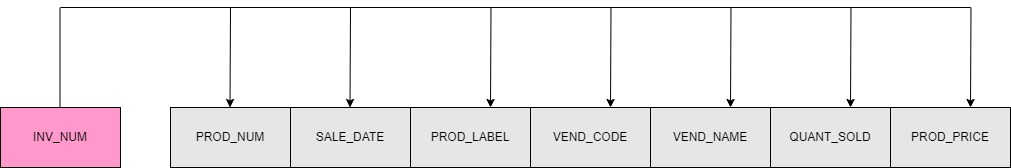 INV_NUM PROD_NUM SALE_DATE PROD_LABEL VEND_CODE VEND_NAME QUANT_SOLD PROD_PRICE